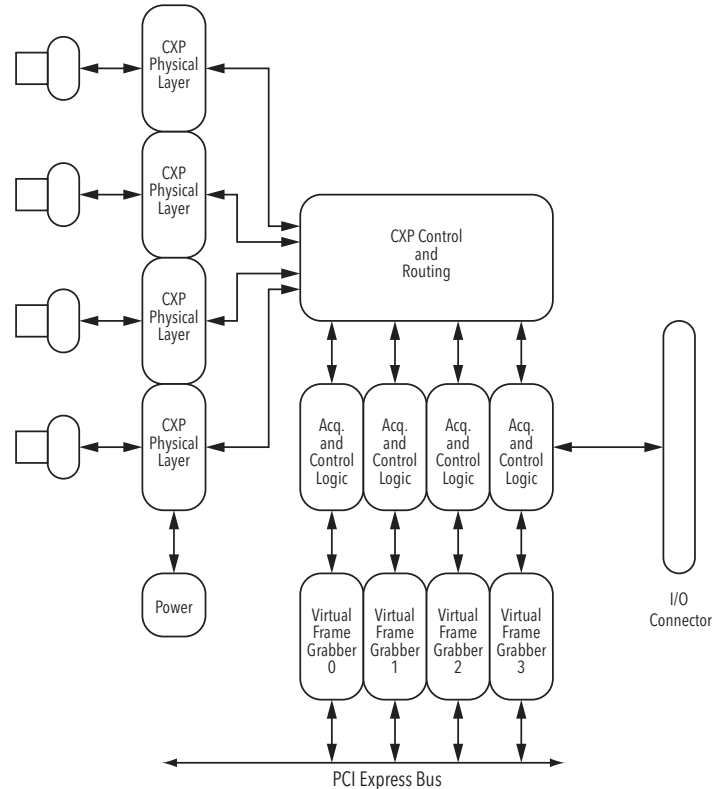 CXP
Physical
Layer
CXP
Physical
Layer
CXP
Physical
Layer
CXP
Physical
Layer
Power
CXP Control
and
Routing
Acq.
and
Control
Logic
Acq.
and
Control
Logic
Acq.
and
Control
Logic
Acq.
and
Control
Logic
Virtual
Frame
Grabber
0
Virtual
Frame
Grabber
1
Virtual
Frame
Grabber
2
Virtual
Frame
Grabber
3
I/O
Connector
PCI Express Bus